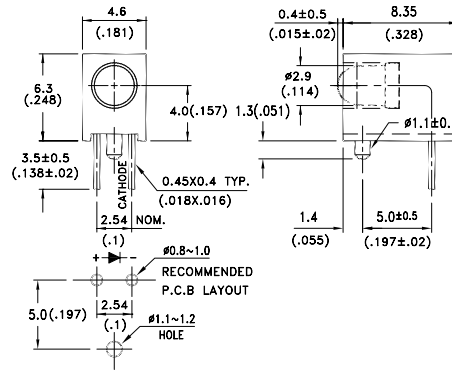 4.6
(.181)
0.4±0.5
(.015±.02)
8.35
(.328)
6.3
(.248)
4.0(.157)
ø2.9
(.114)
1.3(.051)
ø1.1±0.
3.5±0.5
(.138±.02)
CATHODE
0.45X0.4 TYP.
(.018X.016)
2.54 NOM.
(.1)
1.4
(.055)
5.0±0.5
(.197±.02)
+ -
ø0.8~1.0
RECOMMENDED
P.C.B LAYOUT
5.0(.197)
2.54
(.1)
ø1.1~1.2
HOLE